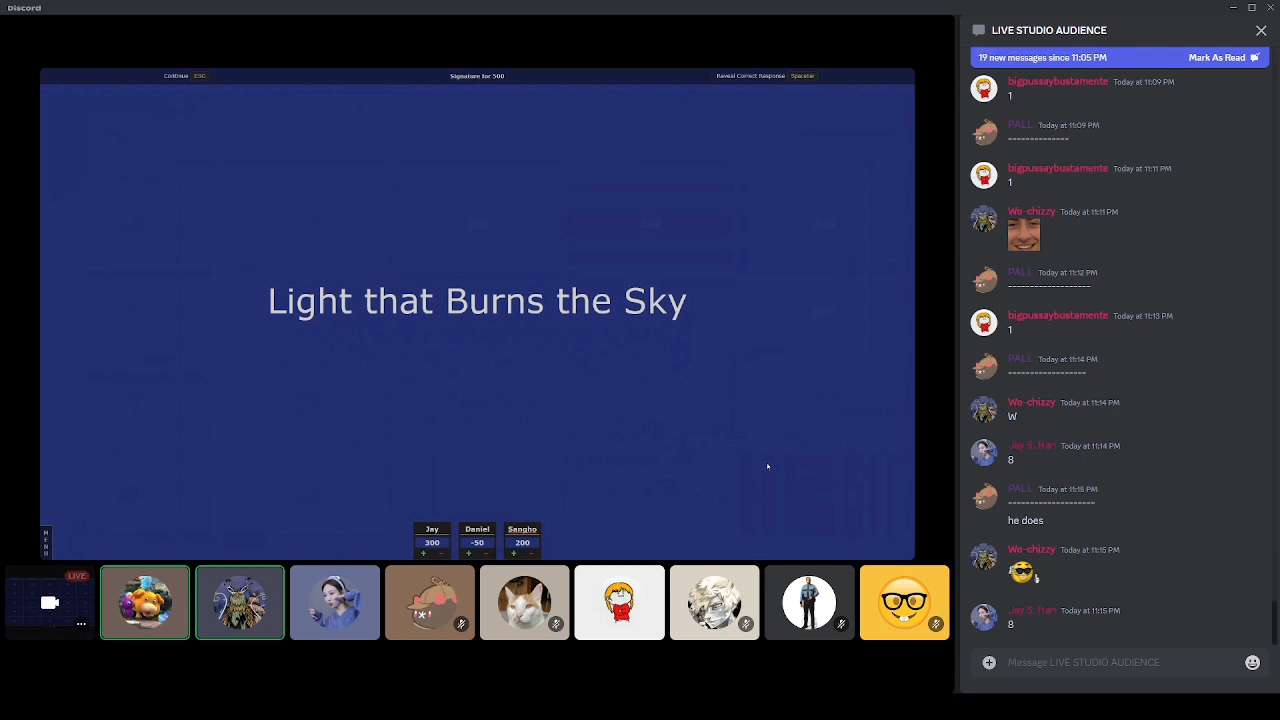 Discord
LIVE STUDIO AUDIENCE
19 new messages since 11:05 PM Mark As Read
Continue ESC Signature for 500 Reveal Correct Response Spacebar
Light that Burns the Sky
MENU
Jay Daniel Sangho
300 -50 200
+ - + - + -
LIVE
bigpussaybustamente Today at 11:09 PM
1
PALL Today at 11:09 PM
--------------
bigpussaybustamente Today at 11:11 PM
1
Wo-chizzy Today at 11:11 PM
PALL Today at 11:12 PM
-------------------
bigpussaybustamente Today at 11:13 PM
1
PALL Today at 11:14 PM
------------------
Wo-chizzy Today at 11:14 PM
W
Jay S. Han Today at 11:14 PM
8
PALL Today at 11:15 PM
--------------------
he does
Wo-chizzy Today at 11:15 PM
Jay S. Han Today at 11:15 PM
8
Message LIVE STUDIO AUDIENCE